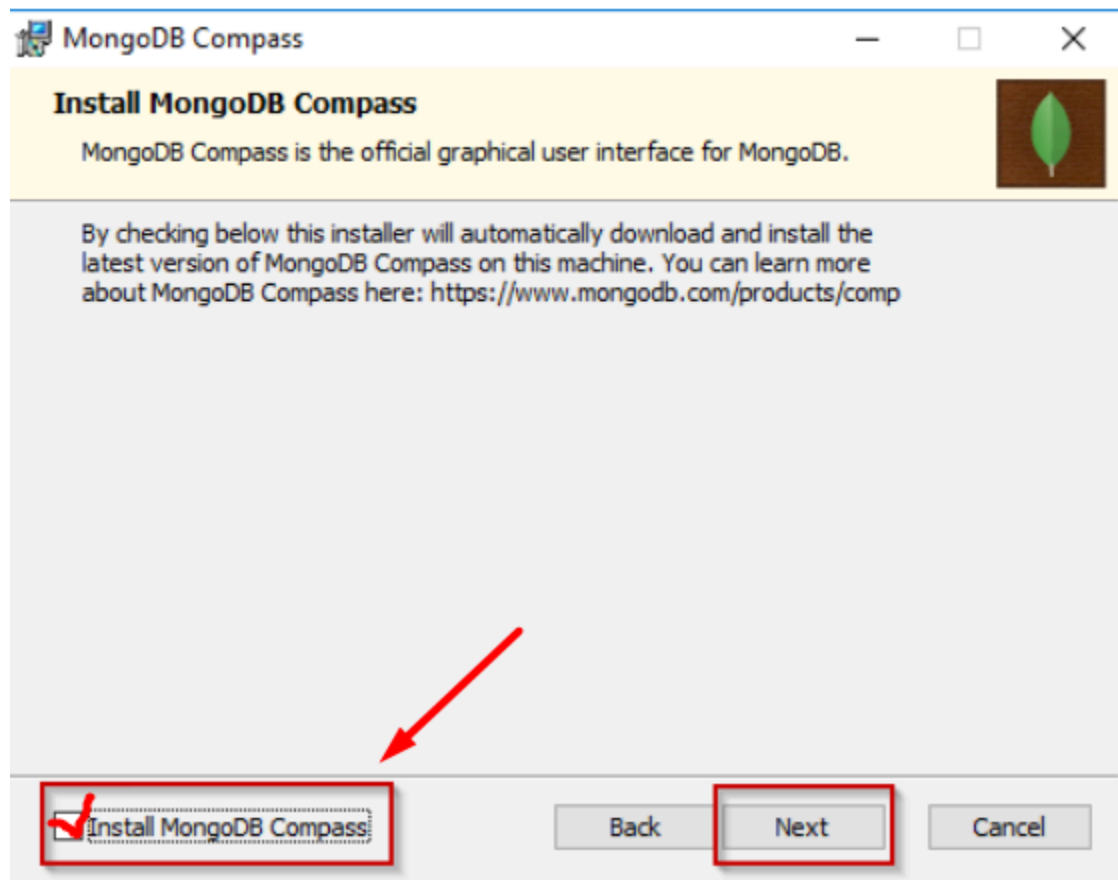 MongoDB Compass
Install MongoDB Compass
MongoDB Compass is the official graphical user interface for MongoDB.
By checking below this installer will automatically download and install the
latest version of MongoDB Compass on this machine. You can learn more
about MongoDB Compass here: https://www.mongodb.com/products/comp
Install MongoDB Compass
Back
Next
Cancel